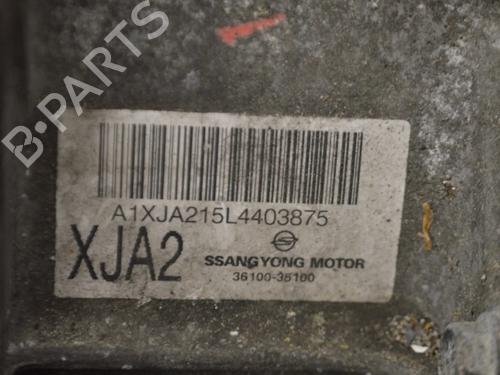 B-PARTS
A1XJA215L4403875
XJA2
SSANGYONG MOTOR
36100-35100